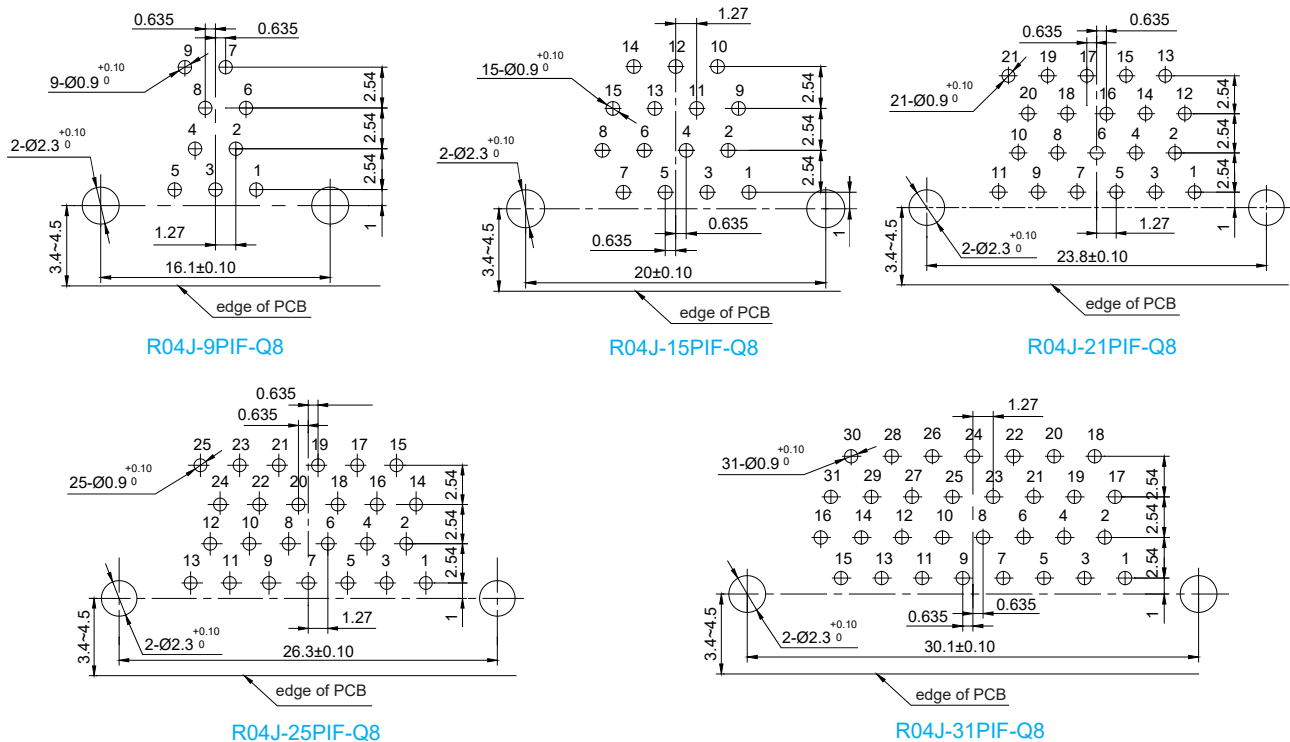 0.635 0.635
9 7
9-Ø0.9 +0.10 0
8 6
2.54
4 2
2.54
2-Ø2.3 +0.10 0
5 3 1
2.54
1
1.27
3.4~4.5
16.1±0.10
edge of PCB
R04J-9PIF-Q8
1.27
14 12 10
15-Ø0.9 +0.10 0
15 13 11 9
2.54
8 6 4 2
2.54
2-Ø2.3 +0.10 0
7 5 3 1
2.54
1
0.635
0.635
3.4~4.5
20±0.10
edge of PCB
R04J-15PIF-Q8
0.635
0.635
21 19 17 15 13
21-Ø0.9 +0.10 0
20 18 16 14 12
2.54
10 8 6 4 2
2.54
11 9 7 5 3 1
2.54
1
1.27
2-Ø2.3 +0.10 0
3.4~4.5
23.8±0.10
edge of PCB
R04J-21PIF-Q8
0.635
0.635
25 23 21 19 17 15
25-Ø0.9 +0.10 0
24 22 20 18 16 14
2.54
12 10 8 6 4 2
2.54
13 11 9 7 5 3 1
2.54
1
1.27
2-Ø2.3 +0.10 0
3.4~4.5
26.3±0.10
edge of PCB
R04J-25PIF-Q8
1.27
30 28 26 24 22 20 18
31-Ø0.9 +0.10 0
31 29 27 25 23 21 19 17
2.54
16 14 12 10 8 6 4 2
2.54
15 13 11 9 7 5 3 1
2.54
1
0.635
0.635
2-Ø2.3 +0.10 0
3.4~4.5
30.1±0.10
edge of PCB
R04J-31PIF-Q8